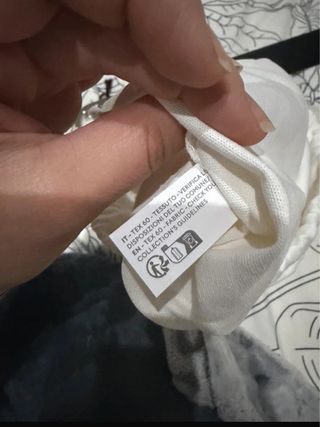 IT - TEX 60 - TESSUTO - VERIFICA LE
DISPOSIZIONI DEL TUO COMUNE
EN - TEX 60 - FABRIC - CHECK YOUR
COLLECTION'S GUIDELINES